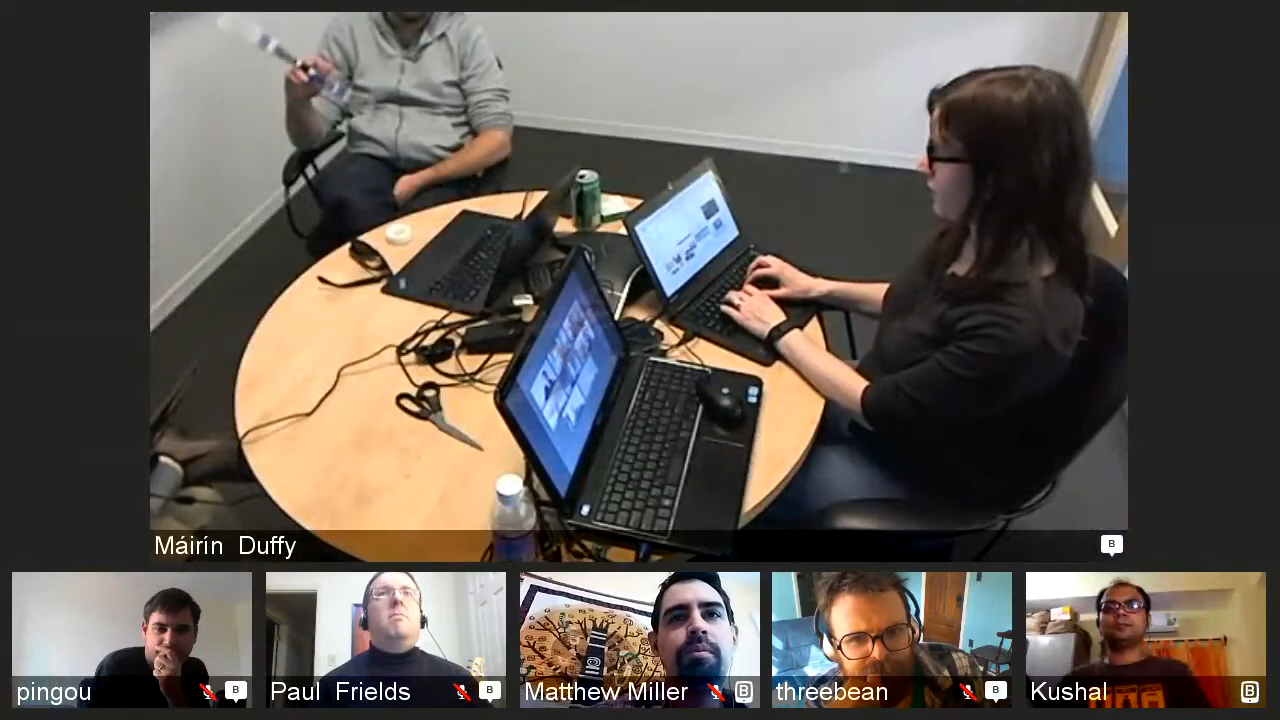 Máirín Duffy
B
pingou
B
Paul Frields
B
Matthew Miller
B
threebean
B
Kushal
B